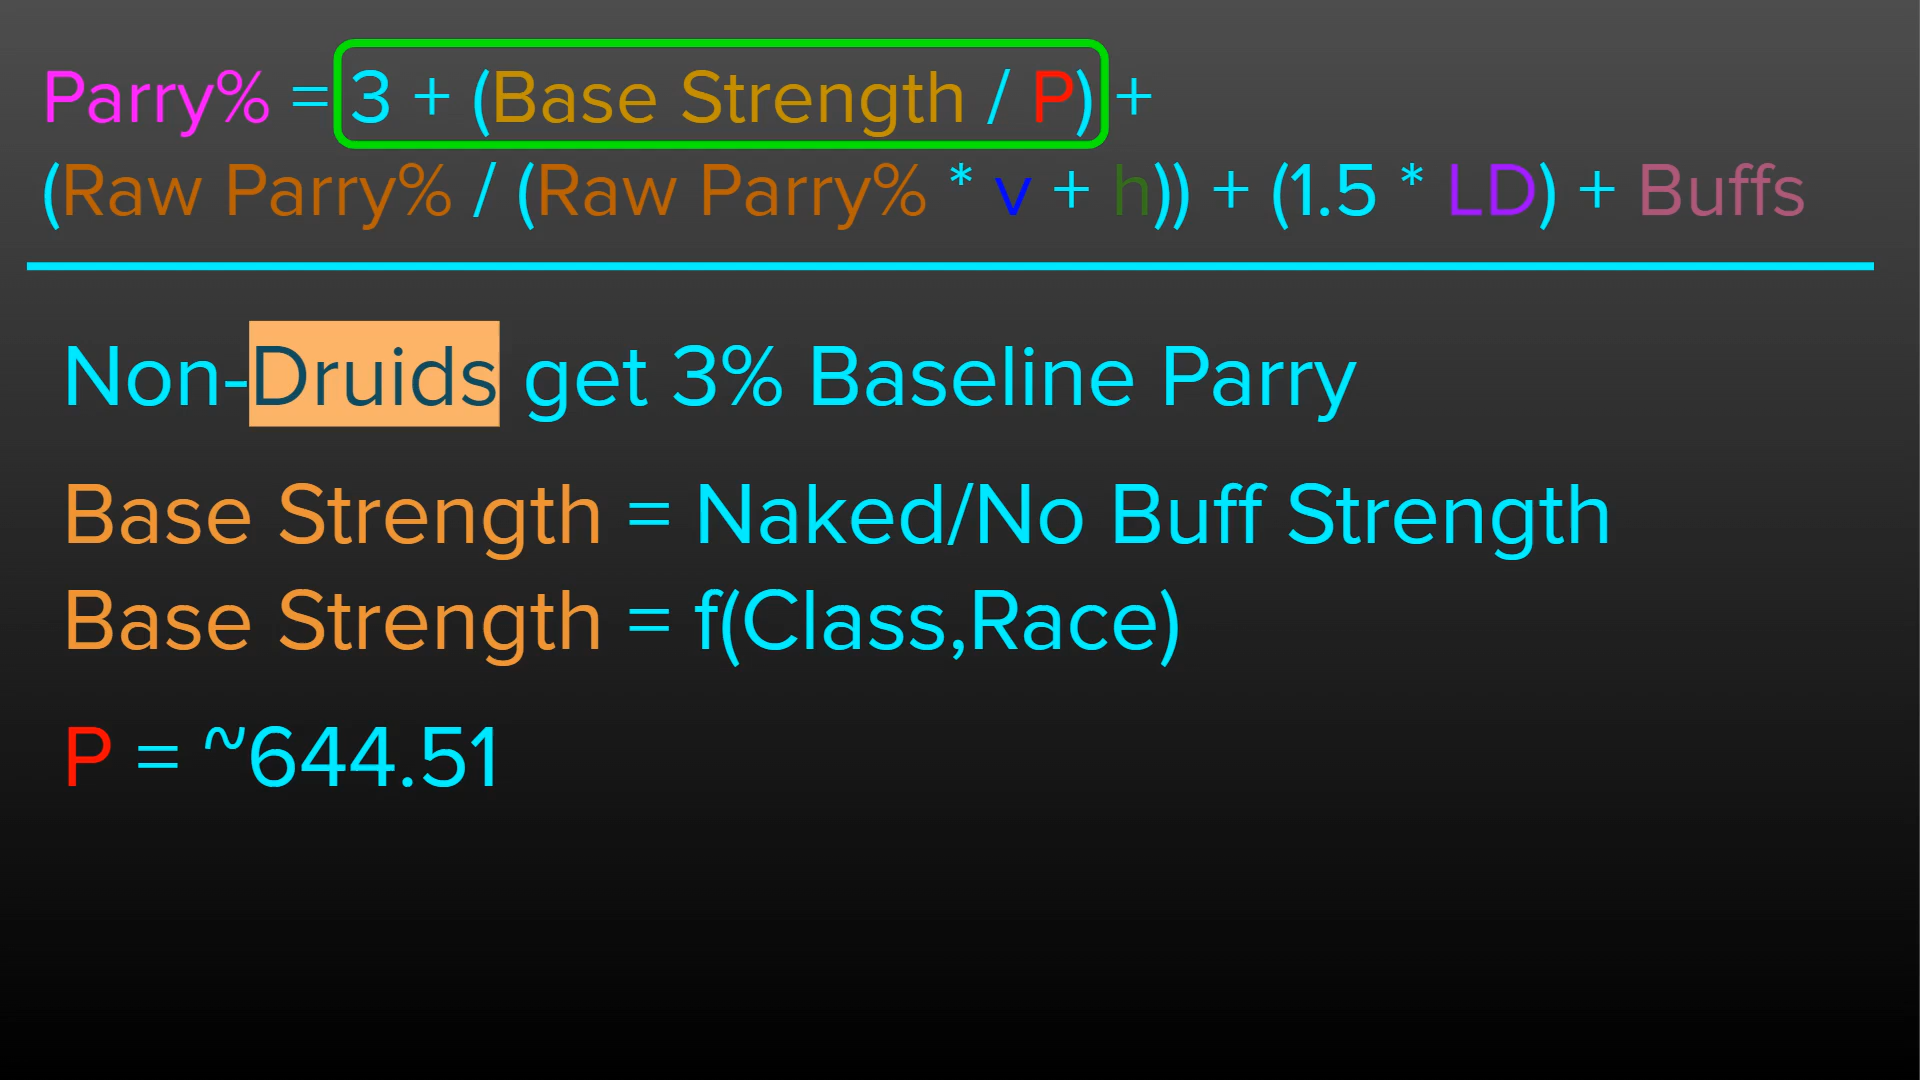 Parry% = 3 + (Base Strength / P) +
(Raw Parry% / (Raw Parry% * v + h)) + (1.5 * LD) + Buffs
Non-Druids get 3% Baseline Parry
Base Strength = Naked/No Buff Strength
Base Strength = f(Class,Race)
P = ~644.51